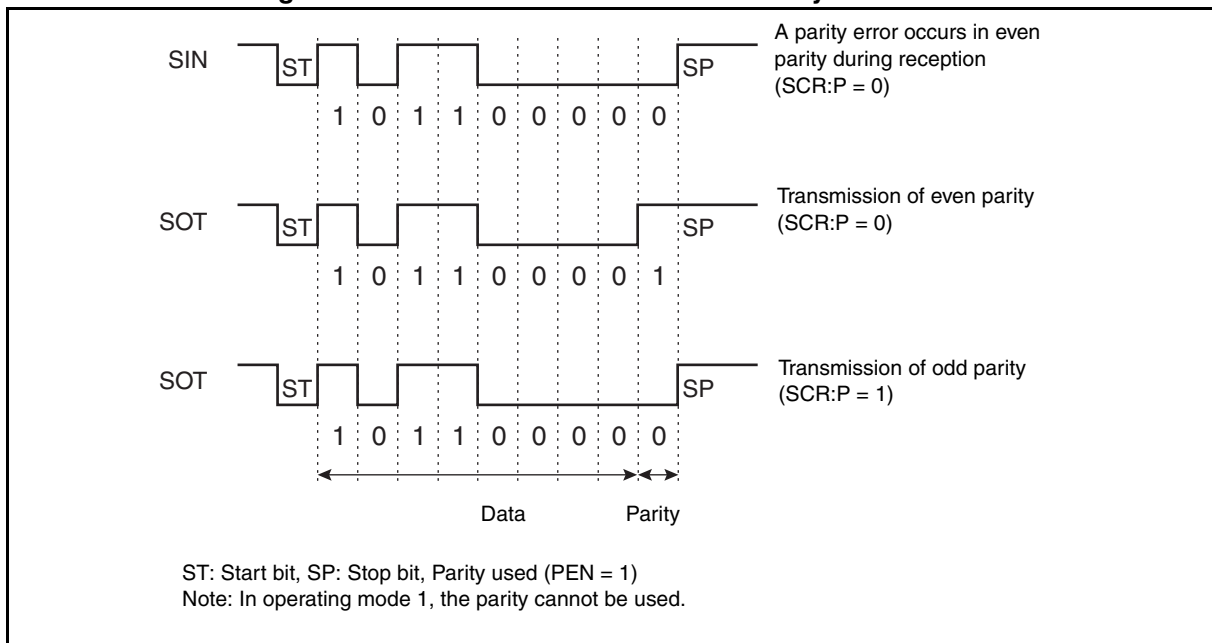 SIN
ST
SP
A parity error occurs in even
parity during reception
(SCR:P = 0)
1 0 1 1 0 0 0 0 0
SOT
ST
SP
Transmission of even parity
(SCR:P = 0)
1 0 1 1 0 0 0 0 1
SOT
ST
SP
Transmission of odd parity
(SCR:P = 1)
1 0 1 1 0 0 0 0 0
Data
Parity
ST: Start bit, SP: Stop bit, Parity used (PEN = 1)
Note: In operating mode 1, the parity cannot be used.